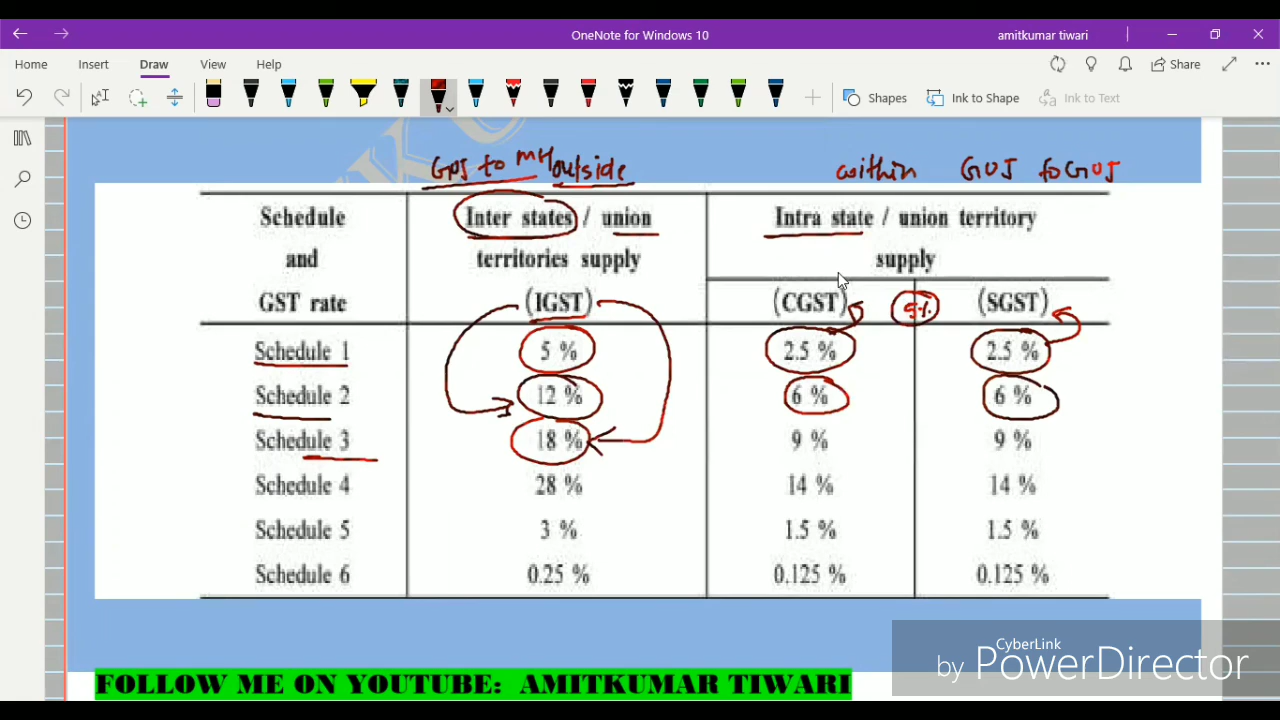 OneNote for Windows 10
amitkumar tiwari
Home Insert Draw View Help
Share
Shapes Ink to Shape Ink to Text
GUJ to MH outside within GUJ to GUJ
Schedule Inter states / union Intra state / union territory
and territories supply supply
GST rate (IGST) (CGST) 5% (SGST)
Schedule 1 5 % 2.5 % 2.5 %
Schedule 2 12 % 6 % 6 %
Schedule 3 18 % 9 % 9 %
Schedule 4 28 % 14 % 14 %
Schedule 5 3 % 1.5 % 1.5 %
Schedule 6 0.25 % 0.125 % 0.125 %
CyberLink
by PowerDirector
FOLLOW ME ON YOUTUBE: AMITKUMAR TIWARI